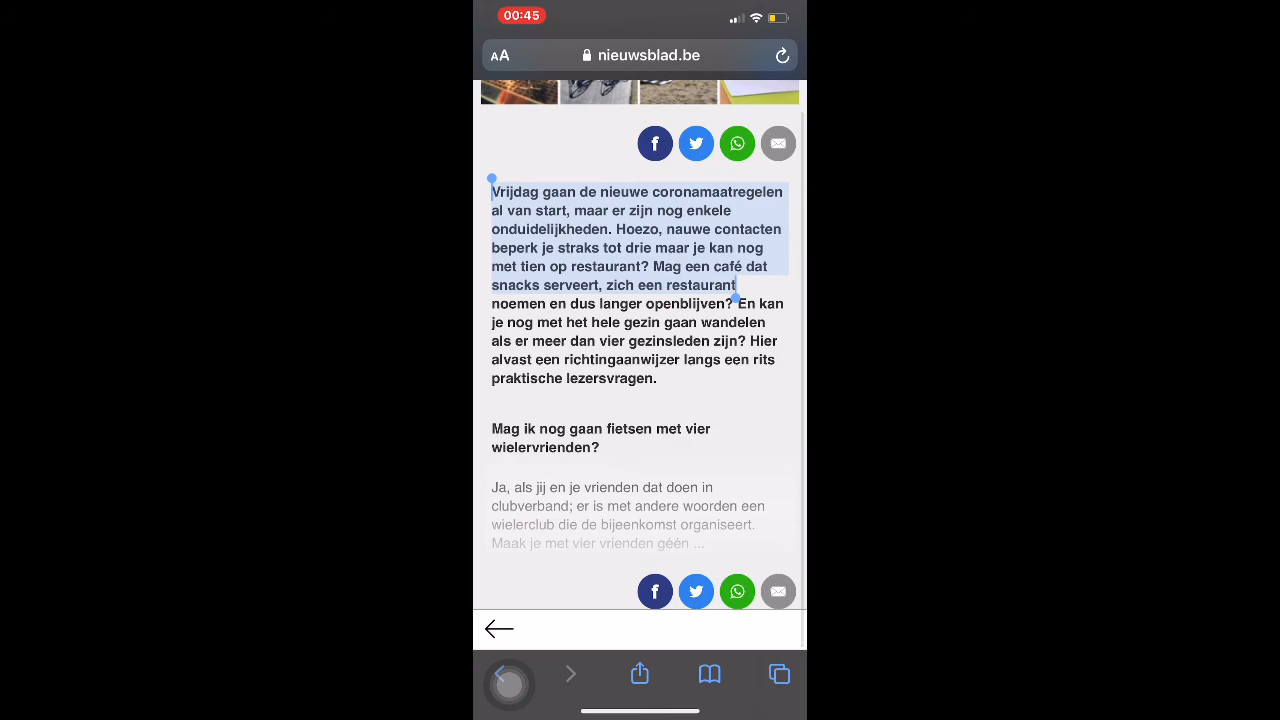 00:45
AA
nieuwsblad.be
Vrijdag gaan de nieuwe coronamaatregelen
al van start, maar er zijn nog enkele
onduidelijkheden. Hoezo, nauwe contacten
beperk je straks tot drie maar je kan nog
met tien op restaurant? Mag een café dat
snacks serveert, zich een restaurant
noemen en dus langer openblijven? En kan
je nog met het hele gezin gaan wandelen
als er meer dan vier gezinsleden zijn? Hier
alvast een richtingaanwijzer langs een rits
praktische lezersvragen.
Mag ik nog gaan fietsen met vier
wielervrienden?
Ja, als jij en je vrienden dat doen in
clubverband; er is met andere woorden een
wielerclub die de bijeenkomst organiseert.
Maak je met vier vrienden géén ...